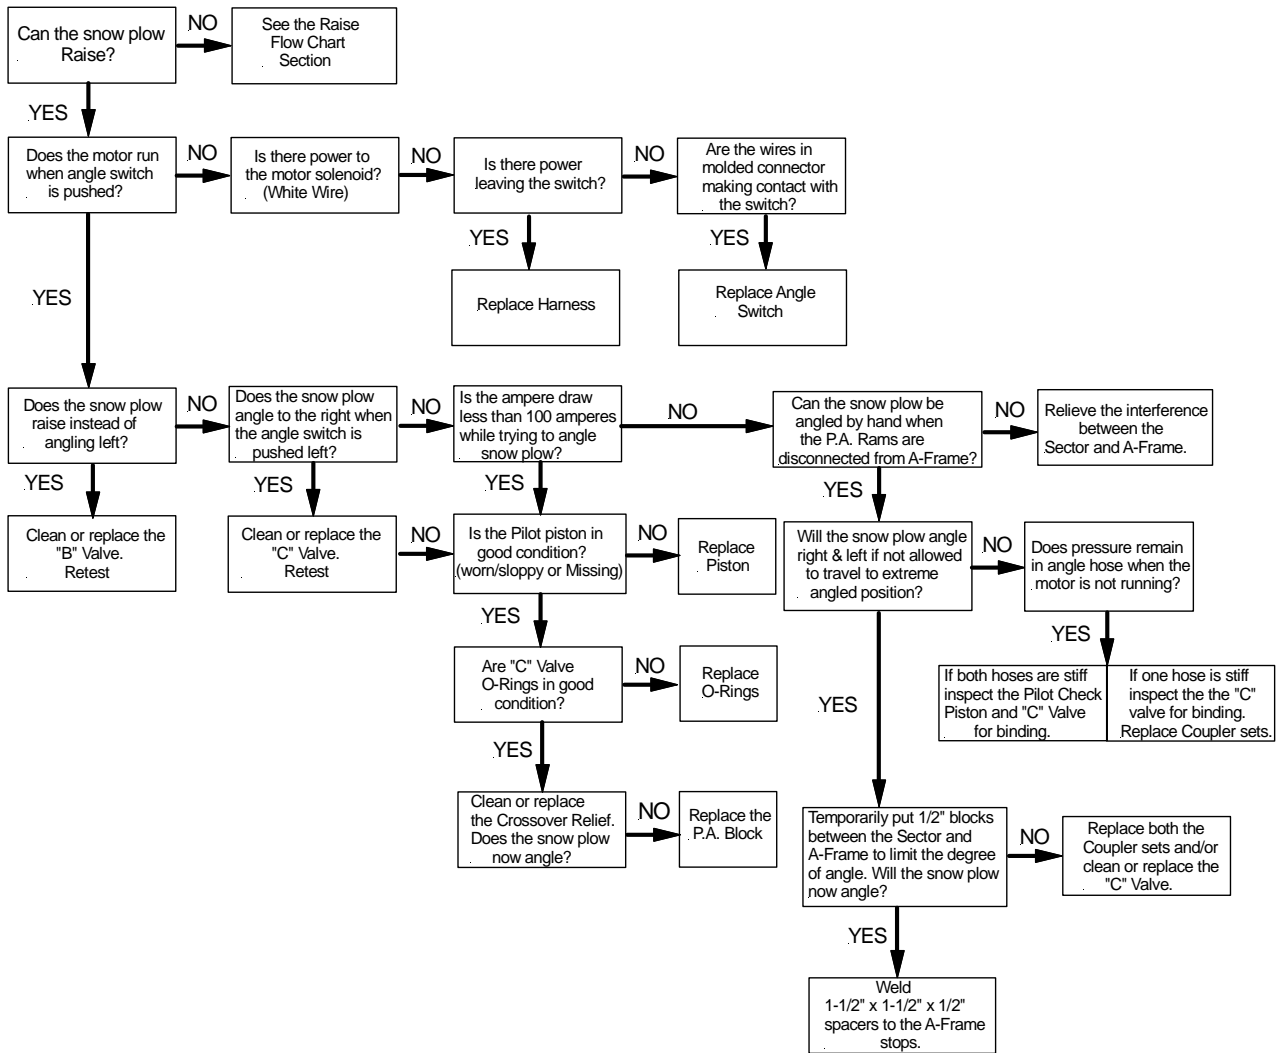 Can the snow plow
Raise?
NO
See the Raise
Flow Chart
Section
YES
Does the motor run
when angle switch
is pushed?
NO
Is there power to
the motor solenoid?
(White Wire)
NO
Is there power
leaving the switch?
NO
Are the wires in
molded connector
making contact with
the switch?
YES
YES
YES
Replace Harness
Replace Angle
Switch
Does the snow plow
raise instead of
angling left?
NO
Does the snow plow
angle to the right when
the angle switch is
pushed left?
NO
Is the ampere draw
less than 100 amperes
while trying to angle
snow plow?
NO
Can the snow plow be
angled by hand when
the P.A. Rams are
disconnected from A-Frame?
NO
Relieve the interference
between the
Sector and A-Frame.
YES
YES
YES
YES
Clean or replace the
"B" Valve.
Retest
Clean or replace the
"C" Valve.
Retest
NO
Is the Pilot piston in
good condition?
(worn/sloppy or Missing)
NO
Replace
Piston
Will the snow plow angle
right & left if not allowed
to travel to extreme
angled position?
NO
Does pressure remain
in angle hose when the
motor is not running?
YES
YES
Are "C" Valve
O-Rings in good
condition?
NO
Replace
O-Rings
YES
If both hoses are stiff
inspect the Pilot Check
Piston and "C" Valve
for binding.
If one hose is stiff
inspect the the "C"
valve for binding.
Replace Coupler sets.
YES
Clean or replace
the Crossover Relief.
Does the snow plow
now angle?
NO
Replace the
P.A. Block
Temporarily put 1/2" blocks
between the Sector and
A-Frame to limit the degree
of angle. Will the snow plow
now angle?
NO
Replace both the
Coupler sets and/or
clean or replace the
"C" Valve.
YES
Weld
1-1/2" x 1-1/2" x 1/2"
spacers to the A-Frame
stops.